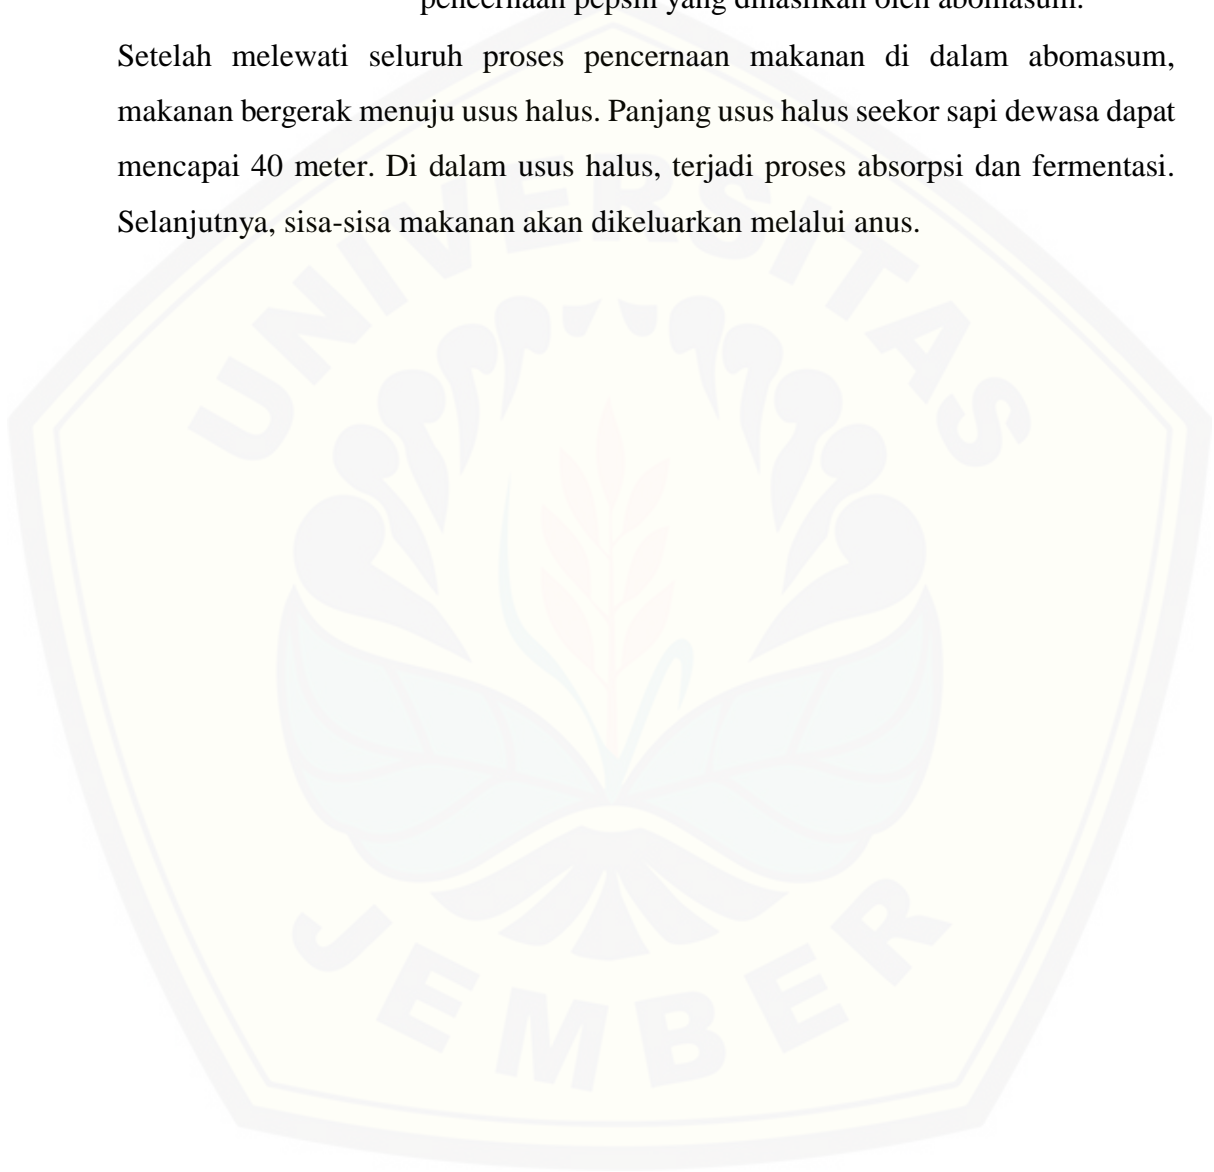 pencernaan pepsin yang dihasilkan oleh abomasum.
Setelah melewati seluruh proses pencernaan makanan di dalam abomasum,
makanan bergerak menuju usus halus. Panjang usus halus seekor sapi dewasa dapat
mencapai 40 meter. Di dalam usus halus, terjadi proses absorpsi dan fermentasi.
Selanjutnya, sisa-sisa makanan akan dikeluarkan melalui anus.
UNIVERSITAS
JEMBER